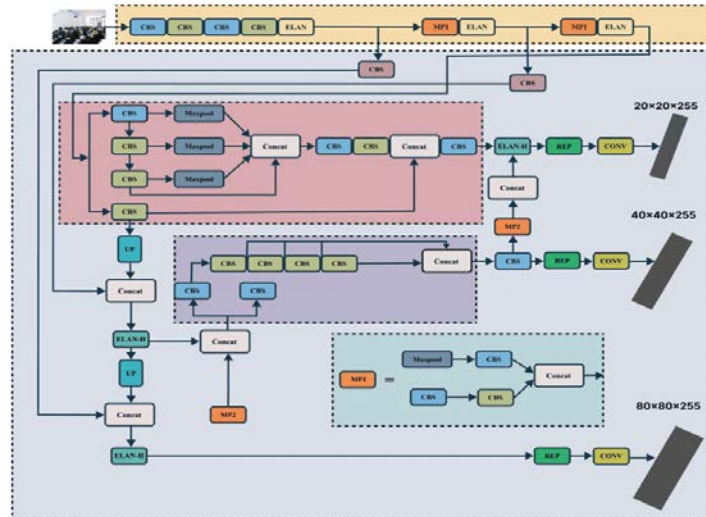 CBS CBS CBS CBS ELAN MP1 ELAN MP1 ELAN
CBS
CBS
20×20×255
CBS Maxpool
CBS Maxpool Concat CBS CBS Concat CBS ELAN-H REP CONV
CBS Maxpool
Concat
CBS
40×40×255
MP2
UP
CBS CBS CBS CBS Concat CBS REP CONV
Concat
CBS CBS
ELAN-H Concat
Maxpool CBS
UP
MP1 = Concat
CBS CBS
80×80×255
Concat MP2
ELAN-H REP CONV